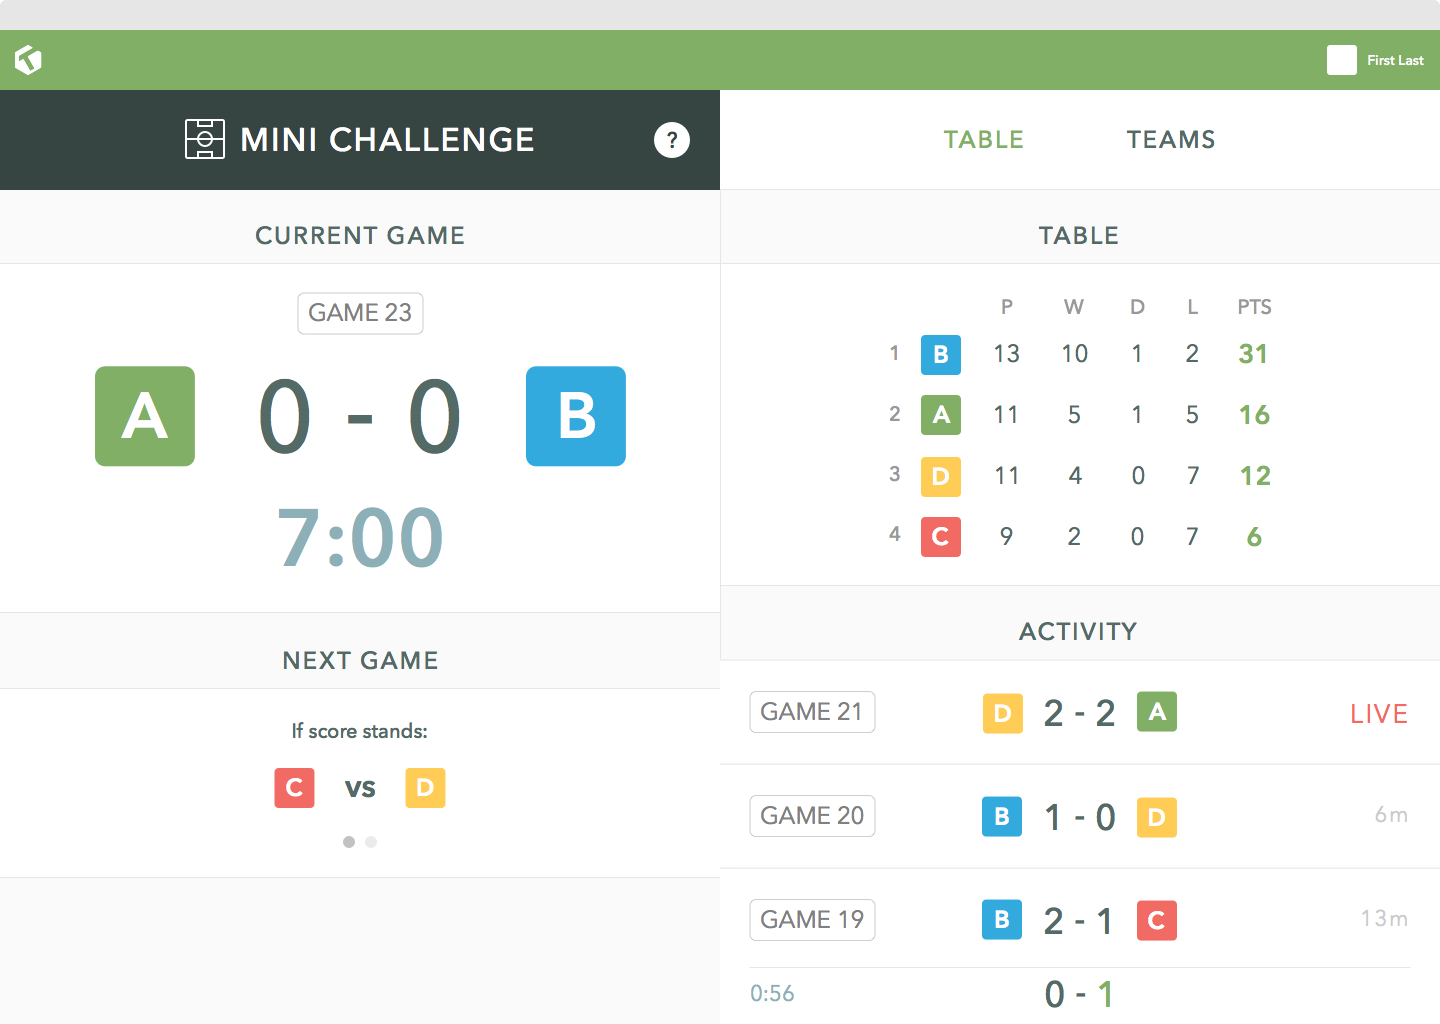 First Last
MINI CHALLENGE
?
TABLE
TEAMS
CURRENT GAME
GAME 23
A 0 - 0 B
7:00
NEXT GAME
If score stands:
C vs D
TABLE
P W D L PTS
1 B 13 10 1 2 31
2 A 11 5 1 5 16
3 D 11 4 0 7 12
4 C 9 2 0 7 6
ACTIVITY
GAME 21 D 2 - 2 A LIVE
GAME 20 B 1 - 0 D 6m
GAME 19 B 2 - 1 C 13m
0:56 0 - 1